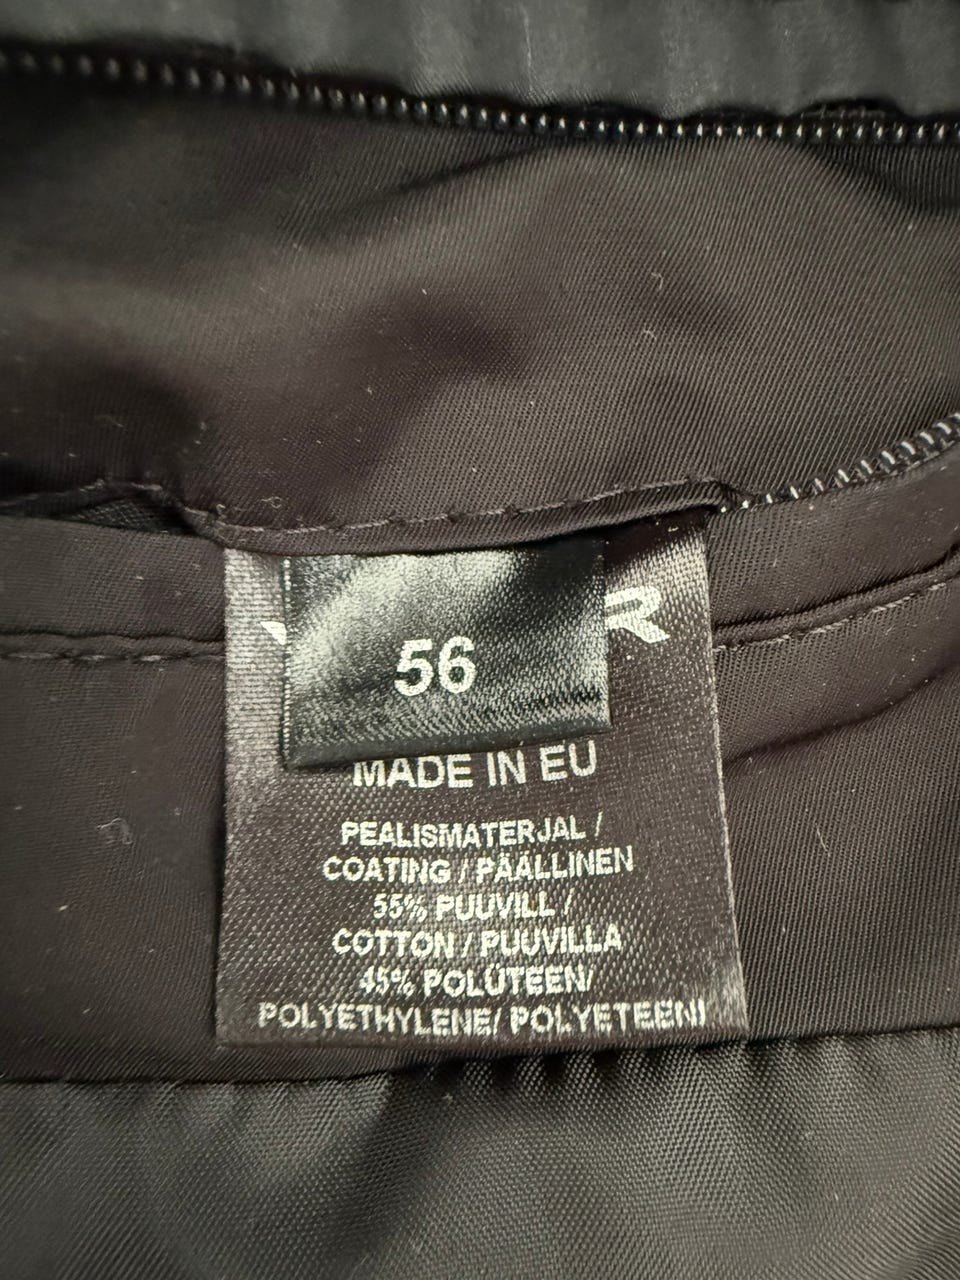 56
MADE IN EU
PEALISMATERJAL /
COATING / PÄÄLLINEN
55% PUUVILL /
COTTON / PUUVILLA
45% POLÜTEEN/
POLYETHYLENE/ POLYETEENI